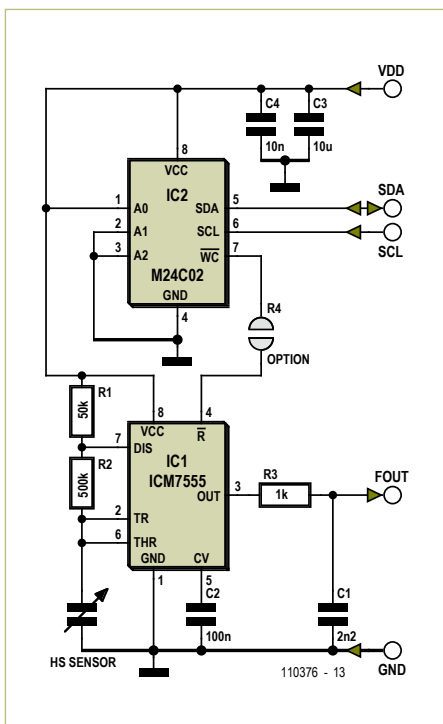 VDD
C4
C3
10n
10u
8
VCC
IC2
1
A0
SDA
5
SDA
2
A1
SCL
6
SCL
3
A2
WC
7
M24C02
GND
4
R4
OPTION
R1
50k
8
4
VCC
R
7
DIS
IC1
R2
500k
ICM7555
OUT
3
R3
1k
FOUT
2
TR
6
THR
GND
CV
1
5
C2
C1
100n
2n2
HS SENSOR
GND
110376 - 13